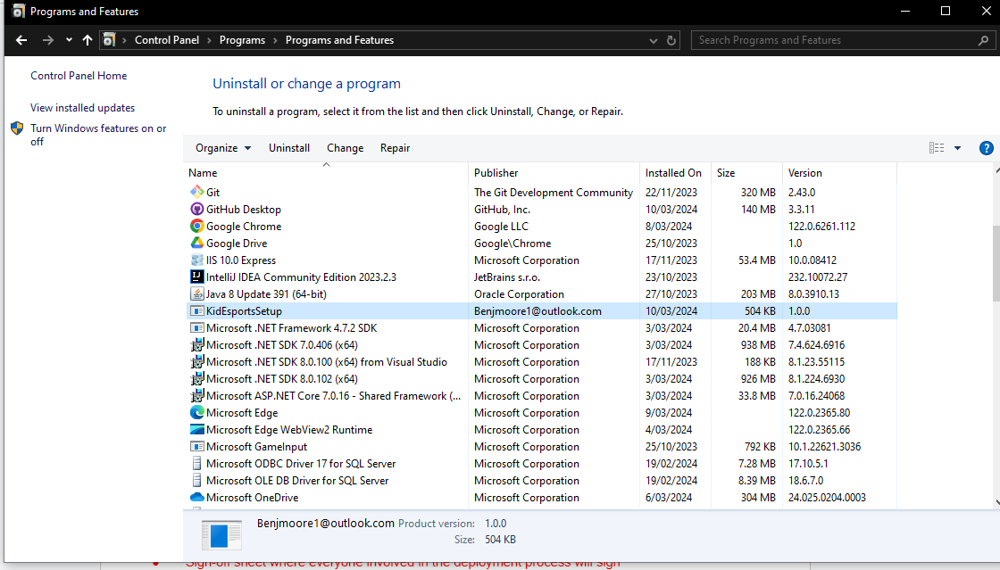 Programs and Features
Control Panel > Programs > Programs and Features
Search Programs and Features
Control Panel Home
View installed updates
Turn Windows features on or
off
Uninstall or change a program
To uninstall a program, select it from the list and then click Uninstall, Change, or Repair.
Organize Uninstall Change Repair
Name Publisher Installed On Size Version
Git The Git Development Community 22/11/2023 320 MB 2.43.0
GitHub Desktop GitHub, Inc. 10/03/2024 140 MB 3.3.11
Google Chrome Google LLC 8/03/2024 122.0.6261.112
Google Drive Google\Chrome 25/10/2023 1.0
IIS 10.0 Express Microsoft Corporation 17/11/2023 53.4 MB 10.0.08412
IntelliJ IDEA Community Edition 2023.2.3 JetBrains s.r.o. 23/10/2023 232.10072.27
Java 8 Update 391 (64-bit) Oracle Corporation 27/10/2023 203 MB 8.0.3910.13
KidEsportsSetup Benjmoore1@outlook.com 10/03/2024 504 KB 1.0.0
Microsoft .NET Framework 4.7.2 SDK Microsoft Corporation 3/03/2024 20.4 MB 4.7.03081
Microsoft .NET SDK 7.0.406 (x64) Microsoft Corporation 3/03/2024 938 MB 7.4.624.6916
Microsoft .NET SDK 8.0.100 (x64) from Visual Studio Microsoft Corporation 17/11/2023 188 KB 8.1.23.55115
Microsoft .NET SDK 8.0.102 (x64) Microsoft Corporation 3/03/2024 926 MB 8.1.224.6930
Microsoft ASP.NET Core 7.0.16 - Shared Framework (... Microsoft Corporation 3/03/2024 33.8 MB 7.0.16.24068
Microsoft Edge Microsoft Corporation 9/03/2024 122.0.2365.80
Microsoft Edge WebView2 Runtime Microsoft Corporation 4/03/2024 122.0.2365.66
Microsoft GameInput Microsoft Corporation 25/10/2023 792 KB 10.1.22621.3036
Microsoft ODBC Driver 17 for SQL Server Microsoft Corporation 19/02/2024 7.28 MB 17.10.5.1
Microsoft OLE DB Driver for SQL Server Microsoft Corporation 19/02/2024 8.39 MB 18.6.7.0
Microsoft OneDrive Microsoft Corporation 6/03/2024 304 MB 24.025.0204.0003
Benjmoore1@outlook.com Product version: 1.0.0
Size: 504 KB
Sign-off sheet where everyone involved in the deployment process will sign